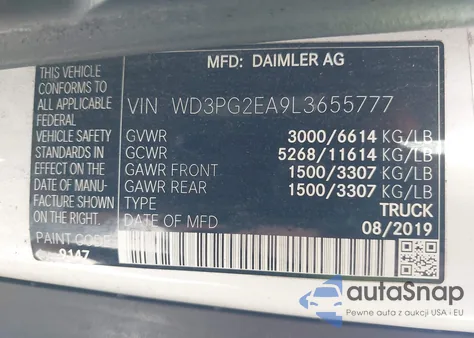 MFD: DAIMLER AG
THIS VEHICLE
CONFORMS TO
ALL APPLICABLE
FEDERAL
VEHICLE SAFETY
STANDARDS IN
EFFECT ON THE
DATE OF MANU-
FACTURE SHOWN
ON THE RIGHT.
PAINT CODE
9147
VIN WD3PG2EA9L3655777
GVWR 3000/6614 KG/LB
GCWR 5268/11614 KG/LB
GAWR FRONT 1500/3307 KG/LB
GAWR REAR 1500/3307 KG/LB
TYPE TRUCK
DATE OF MFD 08/2019
autoSnap
Pewne auta z aukcji USA i EU